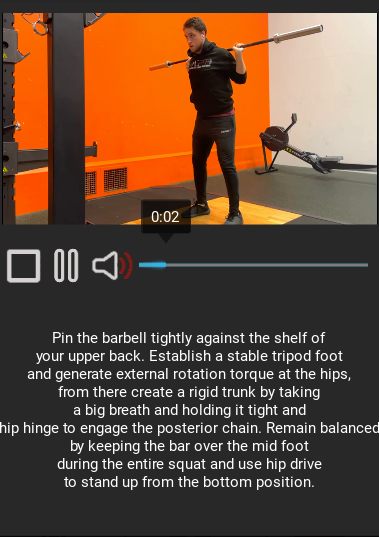 0:02
Pin the barbell tightly against the shelf of
your upper back. Establish a stable tripod foot
and generate external rotation torque at the hips,
from there create a rigid trunk by taking
a big breath and holding it tight and
hip hinge to engage the posterior chain. Remain balanced
by keeping the bar over the mid foot
during the entire squat and use hip drive
to stand up from the bottom position.